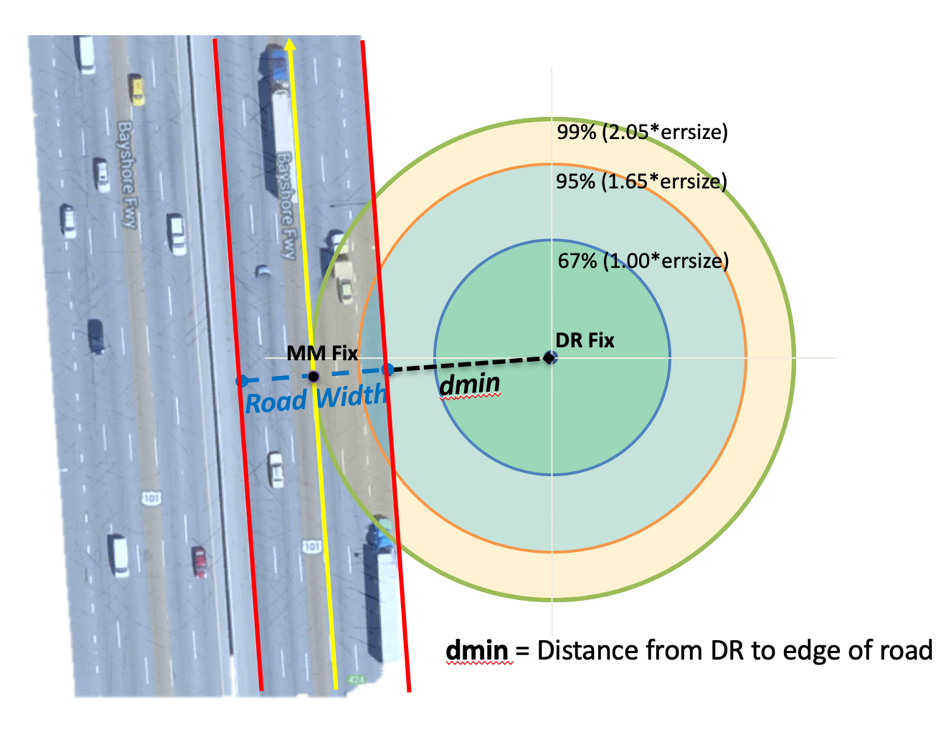 99% (2.05*errsize)
95% (1.65*errsize)
67% (1.00*errsize)
Bayshore Fwy
Bayshore Fwy
DR Fix
MM Fix
dmin
Road Width
101
101
424
dmin = Distance from DR to edge of road